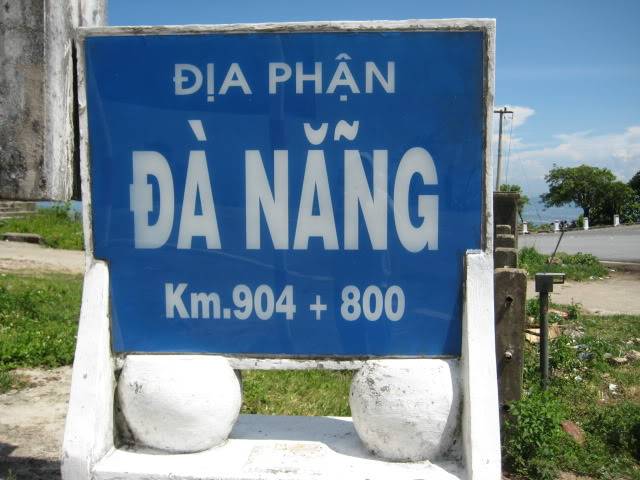 ĐỊA PHẬN
ĐÀ NẴNG
Km.904 + 800